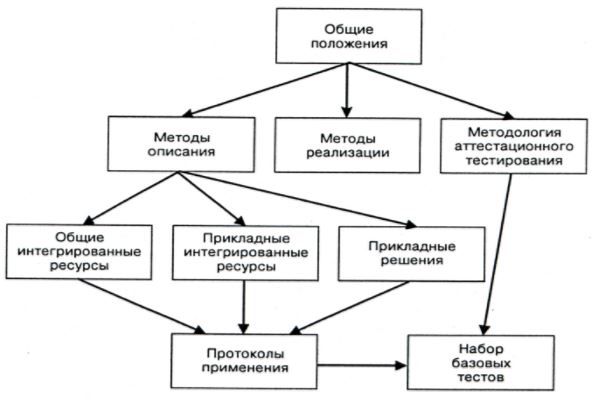 Общие
положения
Методы
описания
Методы
реализации
Методология
аттестационного
тестирования
Общие
интегрированные
ресурсы
Прикладные
интегрированные
ресурсы
Прикладные
решения
Протоколы
применения
Набор
базовых
тестов